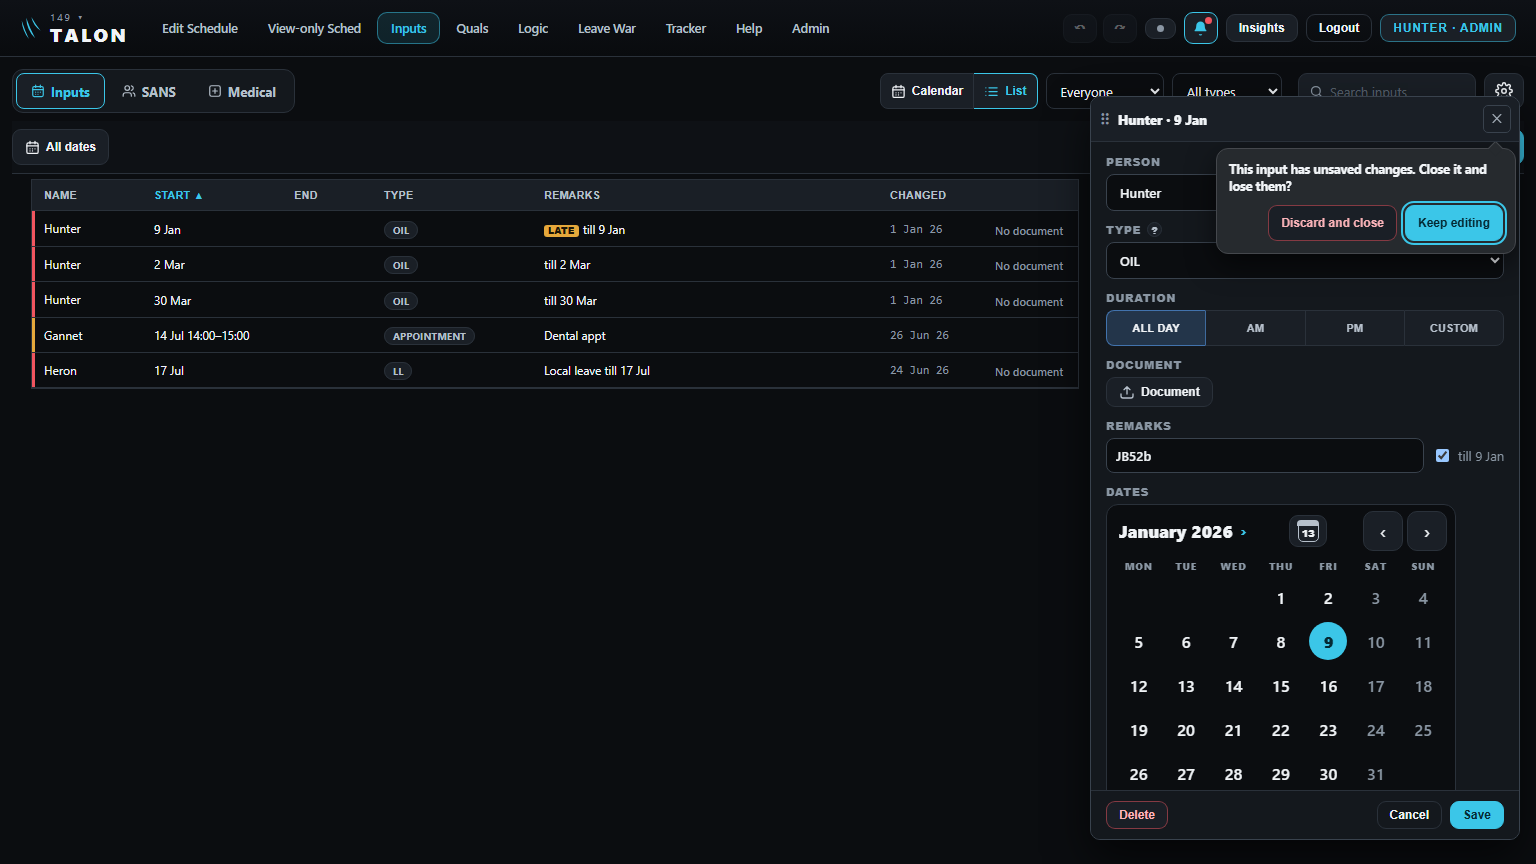 149
TALON
Edit Schedule
View-only Sched
Inputs
Quals
Logic
Leave War
Tracker
Help
Admin
Insights
Logout
HUNTER · ADMIN
Inputs
SANS
Medical
Calendar
List
Everyone
All types
Search inputs
All dates
NAME START ▲ END TYPE REMARKS CHANGED
Hunter 9 Jan OIL LATE till 9 Jan 1 Jan 26 No document
Hunter 2 Mar OIL till 2 Mar 1 Jan 26 No document
Hunter 30 Mar OIL till 30 Mar 1 Jan 26 No document
Gannet 14 Jul 14:00–15:00 APPOINTMENT Dental appt 26 Jun 26
Heron 17 Jul LL Local leave till 17 Jul 24 Jun 26 No document
Hunter · 9 Jan
PERSON
Hunter
This input has unsaved changes. Close it and
lose them?
Discard and close
Keep editing
TYPE ?
OIL
DURATION
ALL DAY AM PM CUSTOM
DOCUMENT
Document
REMARKS
JB52b
till 9 Jan
DATES
January 2026 ›
13
‹ ›
MON TUE WED THU FRI SAT SUN
1 2 3 4
5 6 7 8 9 10 11
12 13 14 15 16 17 18
19 20 21 22 23 24 25
26 27 28 29 30 31
Delete
Cancel
Save